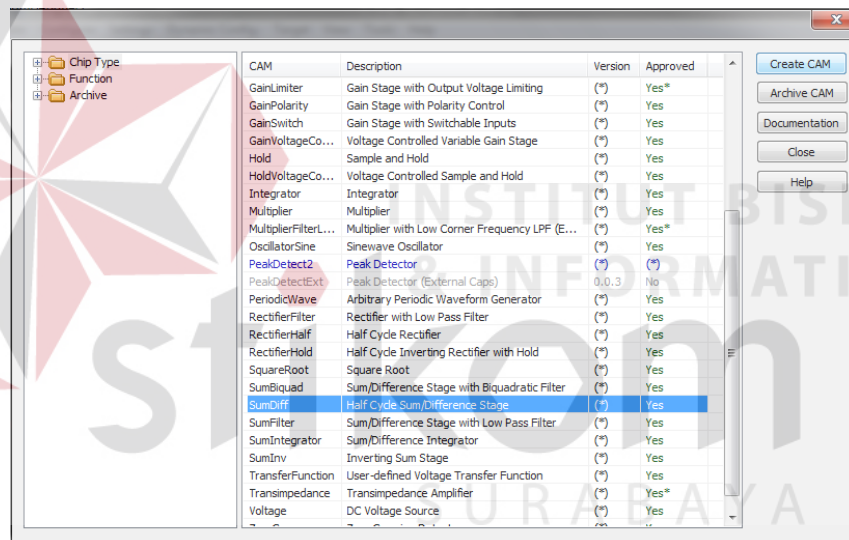 Chip Type
Function
Archive
CAM Description Version Approved
GainLimiter Gain Stage with Output Voltage Limiting (*) Yes*
GainPolarity Gain Stage with Polarity Control (*) Yes
GainSwitch Gain Stage with Switchable Inputs (*) Yes
GainVoltageCo... Voltage Controlled Variable Gain Stage (*) Yes
Hold Sample and Hold (*) Yes
HoldVoltageCo... Voltage Controlled Sample and Hold (*) Yes
Integrator Integrator (*) Yes
Multiplier Multiplier (*) Yes
MultiplierFilterL... Multiplier with Low Corner Frequency LPF (E... (*) Yes*
OscillatorSine Sinewave Oscillator (*) Yes
PeakDetect2 Peak Detector (*) (*)
PeakDetectExt Peak Detector (External Caps) 0.0.3 No
PeriodicWave Arbitrary Periodic Waveform Generator (*) Yes
RectifierFilter Rectifier with Low Pass Filter (*) Yes
RectifierHalf Half Cycle Rectifier (*) Yes
RectifierHold Half Cycle Inverting Rectifier with Hold (*) Yes
SquareRoot Square Root (*) Yes
SumBiquad Sum/Difference Stage with Biquadratic Filter (*) Yes
SumDiff Half Cycle Sum/Difference Stage (*) Yes
SumFilter Sum/Difference Stage with Low Pass Filter (*) Yes
SumIntegrator Sum/Difference Integrator (*) Yes
SumInv Inverting Sum Stage (*) Yes
TransferFunction User-defined Voltage Transfer Function (*) Yes
Transimpedance Transimpedance Amplifier (*) Yes*
Voltage DC Voltage Source (*) Yes
Create CAM
Archive CAM
Documentation
Close
Help
INSTITUT BISI
& INFORMATI
stikom
SURABAYA